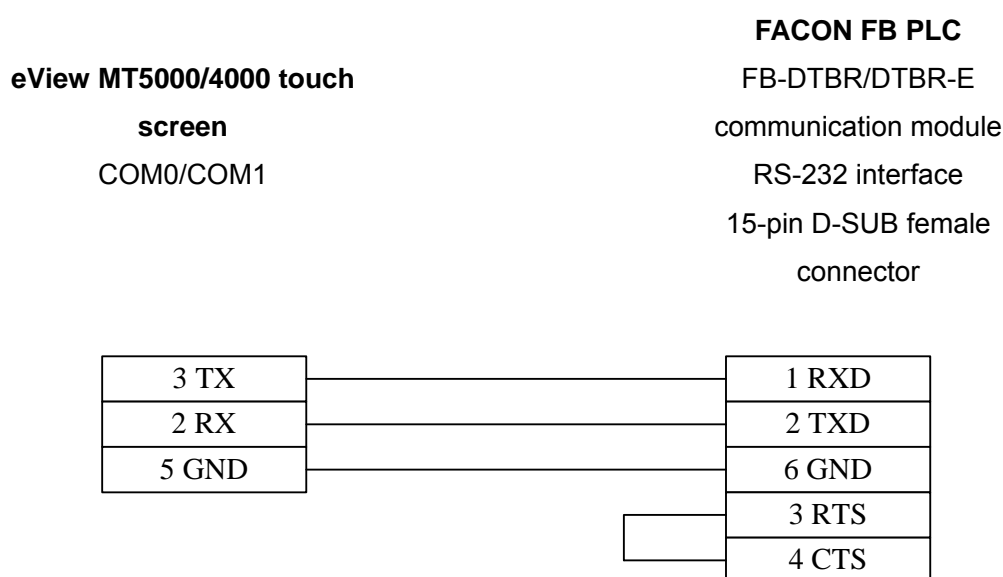 FACON FB PLC
eView MT5000/4000 touch
screen
COM0/COM1
FB-DTBR/DTBR-E
communication module
RS-232 interface
15-pin D-SUB female
connector
3 TX
1 RXD
2 RX
2 TXD
5 GND
6 GND
3 RTS
4 CTS